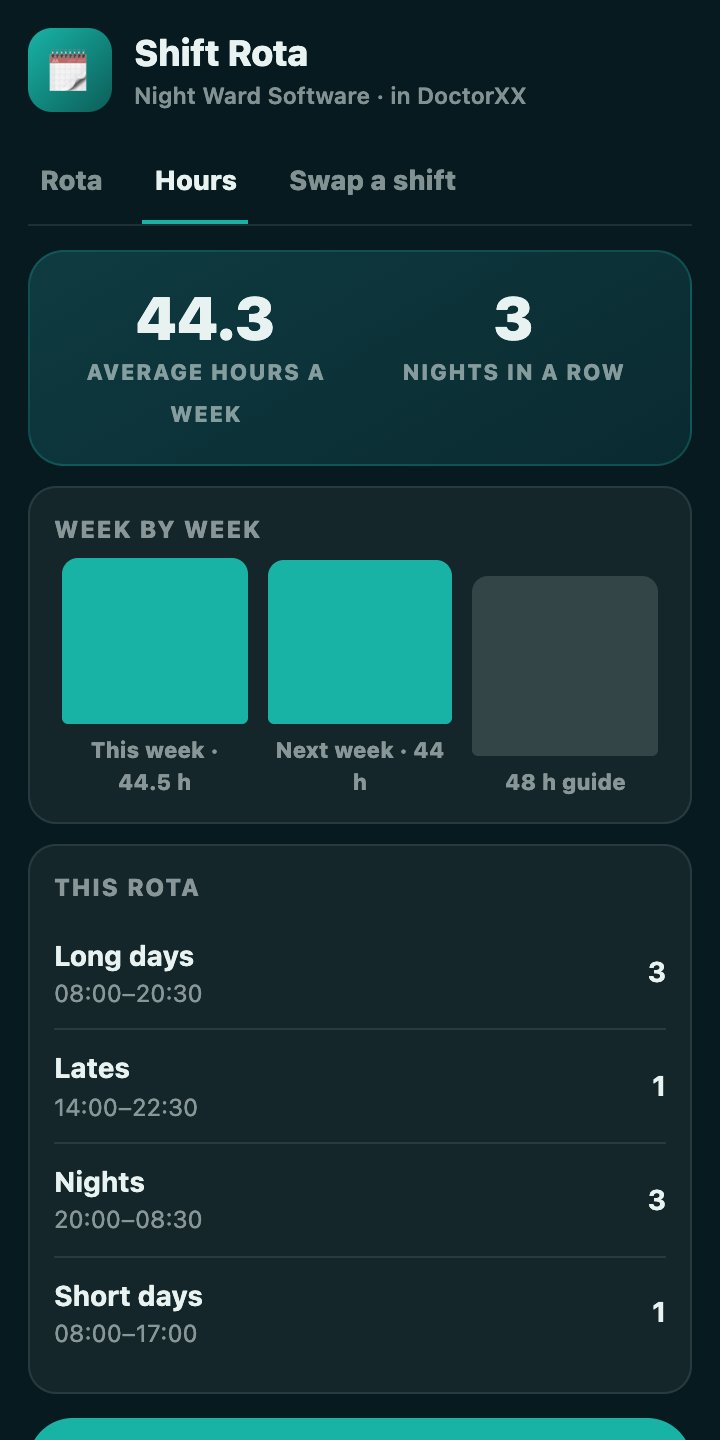 Shift Rota
Night Ward Software · in DoctorXX
Rota
Hours
Swap a shift
44.3
AVERAGE HOURS A
WEEK
3
NIGHTS IN A ROW
WEEK BY WEEK
This week ·
44.5 h
Next week · 44
h
48 h guide
THIS ROTA
Long days
08:00–20:30
3
Lates
14:00–22:30
1
Nights
20:00–08:30
3
Short days
08:00–17:00
1